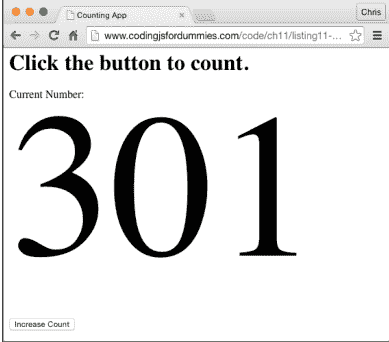 Counting App
Chris
www.codingjsfordummies.com/code/ch11/listing11-...
Click the button to count.
Current Number:
301
Increase Count